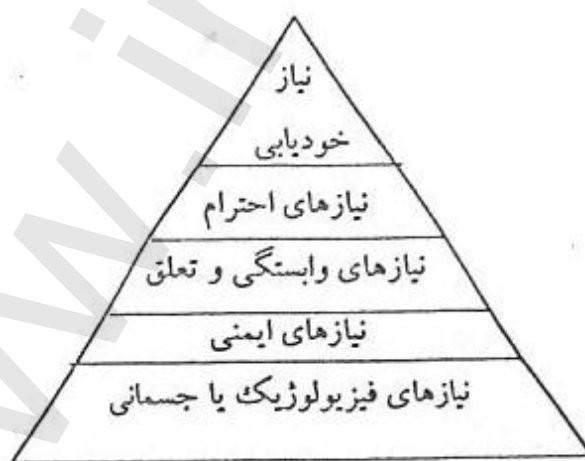 نیاز
خودیابی
نیازهای احترام
نیازهای وابستگی و تعلق
نیازهای ایمنی
نیازهای فیزیولوژیک یا جسمانی